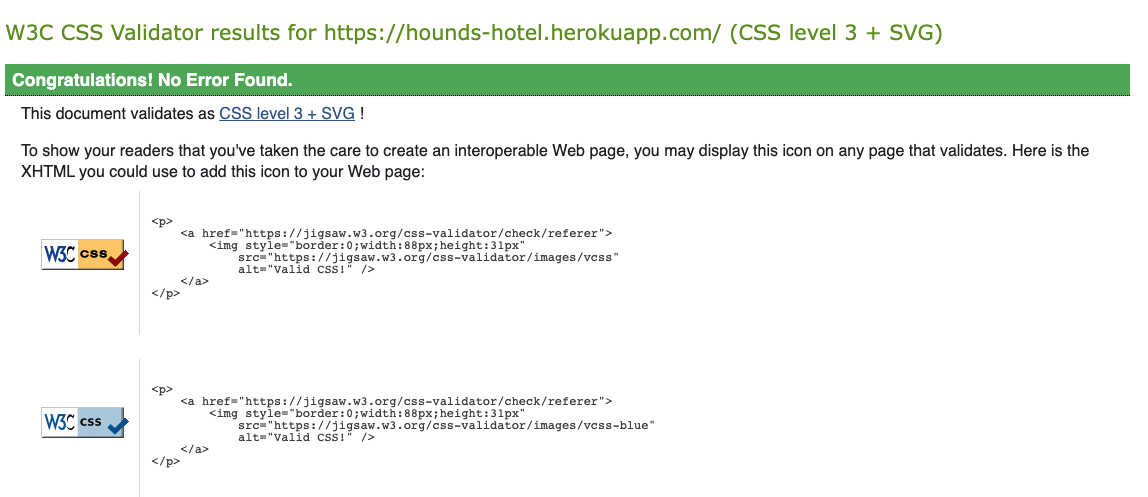 W3C CSS Validator results for https://hounds-hotel.herokuapp.com/ (CSS level 3 + SVG)
Congratulations! No Error Found.
This document validates as CSS level 3 + SVG !
To show your readers that you've taken the care to create an interoperable Web page, you may display this icon on any page that validates. Here is the
XHTML you could use to add this icon to your Web page:
W3C css
<p>
<a href="https://jigsaw.w3.org/css-validator/check/referer">
<img style="border:0;width:88px;height:31px"
src="https://jigsaw.w3.org/css-validator/images/vcss"
alt="Valid CSS!" />
</a>
</p>
W3C css
<p>
<a href="https://jigsaw.w3.org/css-validator/check/referer">
<img style="border:0;width:88px;height:31px"
src="https://jigsaw.w3.org/css-validator/images/vcss-blue"
alt="Valid CSS!" />
</a>
</p>